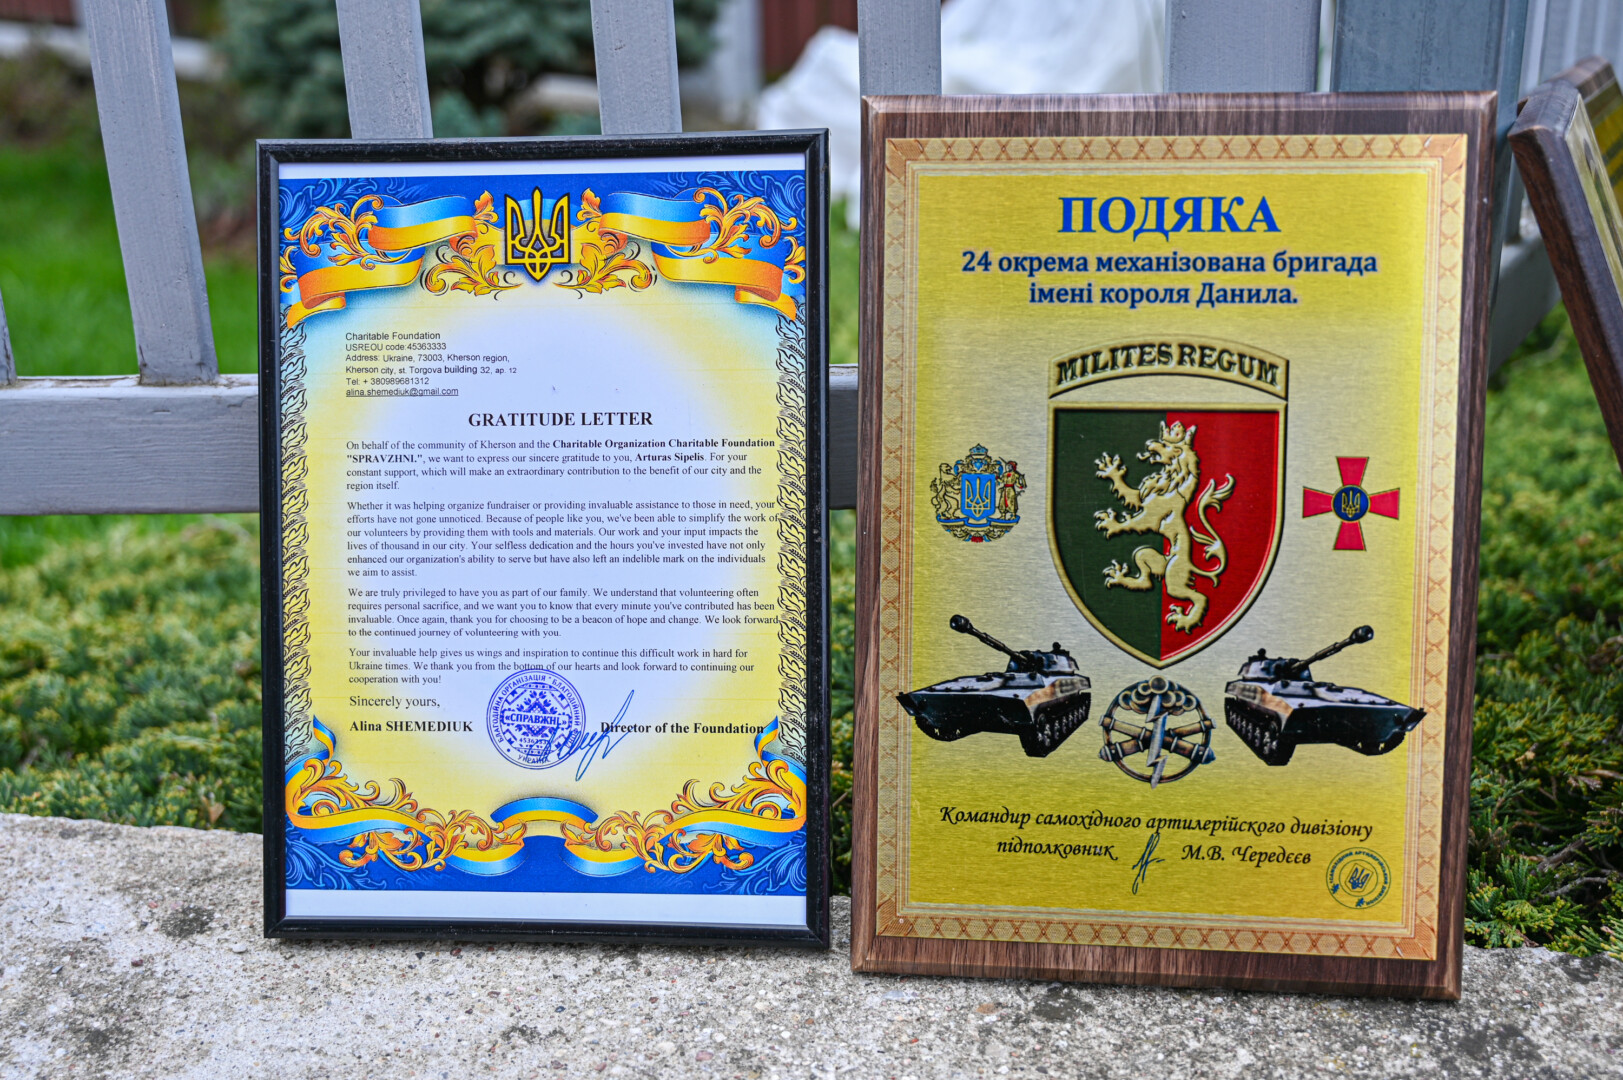 Charitable Foundation
USREOU code 45363333
Address: Ukraine, 73003, Kherson region,
Kherson city, st. Torgova building 32, ap. 12
Tel: + 380989681312
alina.shemediuk@gmail.com
GRATITUDE LETTER
On behalf of the community of Kherson and the Charitable Organization Charitable Foundation
"SPRAVZHNI.", we want to express our sincere gratitude to you, Arturas Sipelis. For your
constant support, which will make an extraordinary contribution to the benefit of our city and the
region itself.
Whether it was helping organize fundraiser or providing invaluable assistance to those in need, your
efforts have not gone unnoticed. Because of people like you, we've been able to simplify the work of
our volunteers by providing them with tools and materials. Our work and your input impacts the
lives of thousand in our city. Your selfless dedication and the hours you've invested have not only
enhanced our organization's ability to serve but have also left an indelible mark on the individuals
we aim to assist.
We are truly privileged to have you as part of our family. We understand that volunteering often
requires personal sacrifice, and we want you to know that every minute you've contributed has been
invaluable. Once again, thank you for choosing to be a beacon of hope and change. We look forward
to the continued journey of volunteering with you.
Your invaluable help gives us wings and inspiration to continue this difficult work in hard for
Ukraine times. We thank you from the bottom of our hearts and look forward to continuing our
cooperation with you!
Sincerely yours,
Alina SHEMEDIUK Director of the Foundation
«СПРАВЖНІ.»
УКРАЇНА
ПОДЯКА
24 окрема механізована бригада
імені короля Данила.
MILITES REGUM
Командир самохідного артилерійского дивізіону
підполковник М.В. Чередєєв